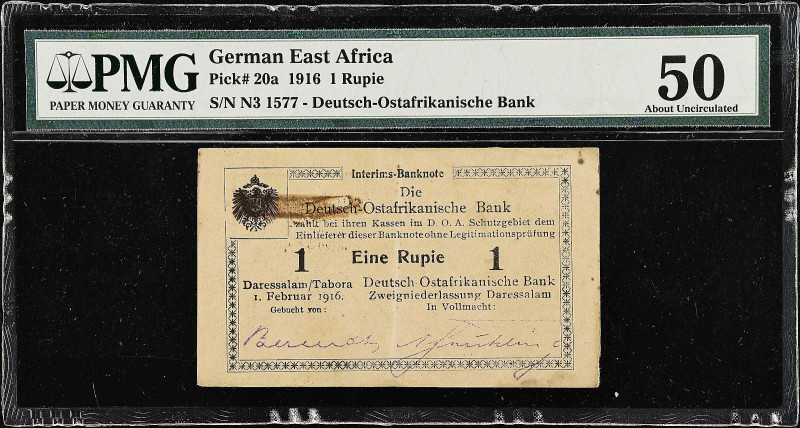 PMG
PAPER MONEY GUARANTY
German East Africa
Pick# 20a 1916 1 Rupie
S/N N3 1577 - Deutsch-Ostafrikanische Bank
50
About Uncirculated
Interims-Banknote
Die
Deutsch-Ostafrikanische Bank
zahlt bei ihren Kassen im D. O. A. Schutzgebiet dem
Einlieferer dieser Banknote ohne Legitimationsprüfung
1 Eine Rupie 1
Daressalam/Tabora
1. Februar 1916.
Gebucht von:
Deutsch-Ostafrikanische Bank
Zweigniederlassung Daressalam
In Vollmacht: